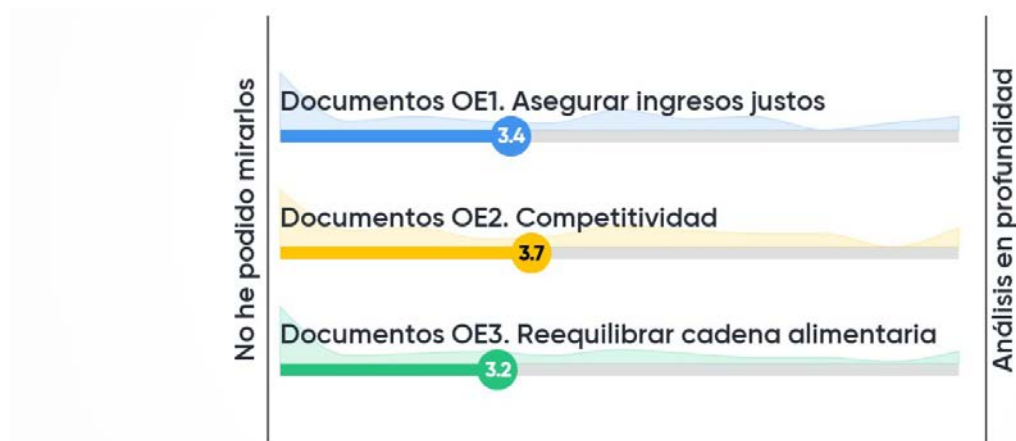 No he podido mirarlos
Documentos OE1. Asegurar ingresos justos
3.4
Documentos OE2. Competitividad
3.7
Documentos OE3. Reequilibrar cadena alimentaria
3.2
Análisis en profundidad